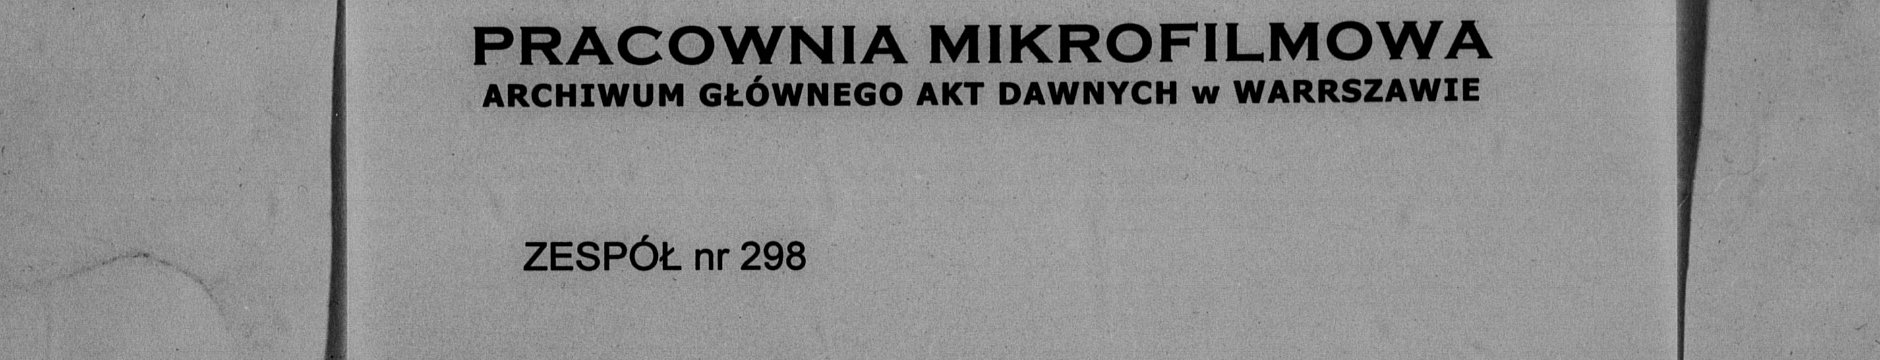 PRACOWNIA MIKROFILMOWA
ARCHIWUM GŁÓWNEGO AKT DAWNYCH w WARRSZAWIE
ZESPÓŁ nr 298